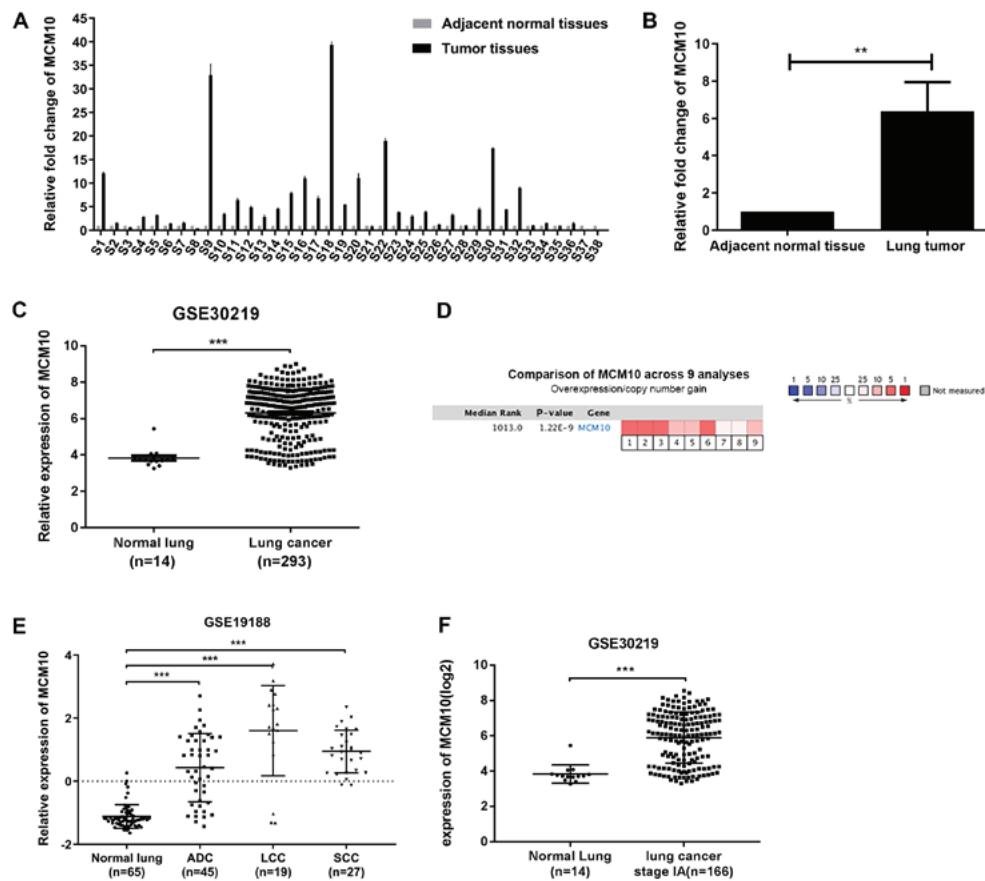 A
Relative fold change of MCM10
45
40
35
30
25
20
15
10
5
0
Adjacent normal tissues
Tumor tissues
S1 S2 S3 S4 S5 S6 S7 S8 S9 S10 S11 S12 S13 S14 S15 S16 S17 S18 S19 S20 S21 S22 S23 S24 S25 S26 S27 S28 S29 S30 S31 S32 S33 S34 S35 S36 S37 S38
B
Relative fold change of MCM10
10
8
6
4
2
0
**
Adjacent normal tissue Lung tumor
C
GSE30219
Relative expression of MCM10
10
8
6
4
2
0
***
Normal lung Lung cancer
(n=14) (n=293)
D
Comparison of MCM10 across 9 analyses
Overexpression/copy number gain
Median Rank P-value Gene
1013.0 1.22E-9 MCM10
1 2 3 4 5 6 7 8 9
1 5 10 25 25 10 5 1
%
Not measured
E
GSE19188
Relative expression of MCM10
4
2
0
-2
***
***
***
Normal lung ADC LCC SCC
(n=65) (n=45) (n=19) (n=27)
F
GSE30219
expression of MCM10(log2)
10
8
6
4
2
0
***
Normal Lung lung cancer
(n=14) stage IA(n=166)